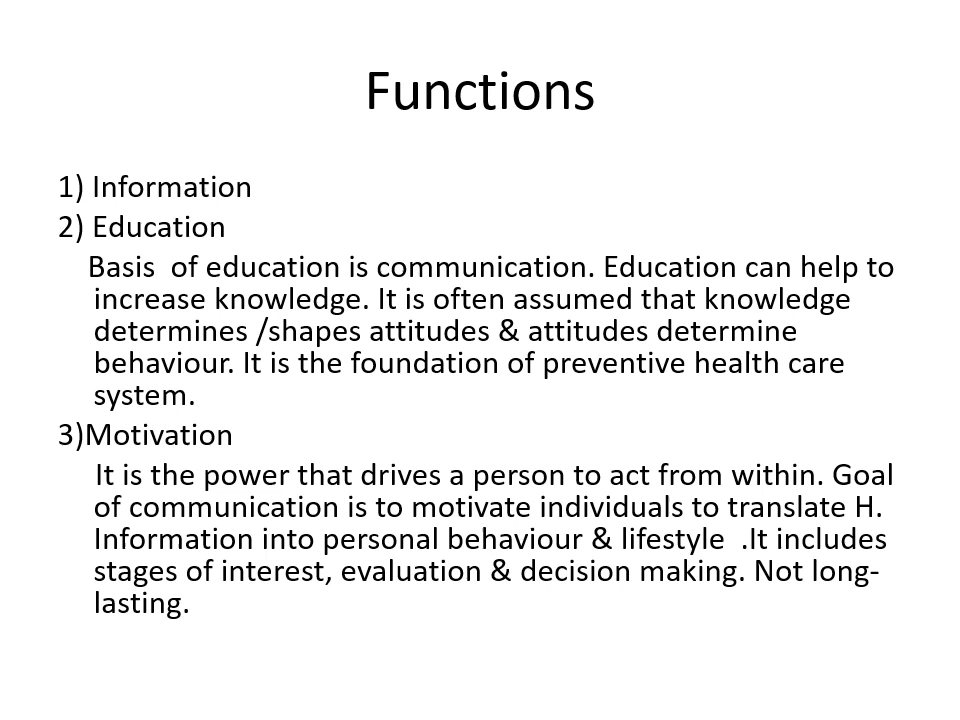 Functions
1) Information
2) Education
Basis  of education is communication. Education can help to
increase knowledge. It is often assumed that knowledge
determines /shapes attitudes & attitudes determine
behaviour. It is the foundation of preventive health care
system.
3)Motivation
It is the power that drives a person to act from within. Goal
of communication is to motivate individuals to translate H.
Information into personal behaviour & lifestyle  .It includes
stages of interest, evaluation & decision making. Not long-
lasting.